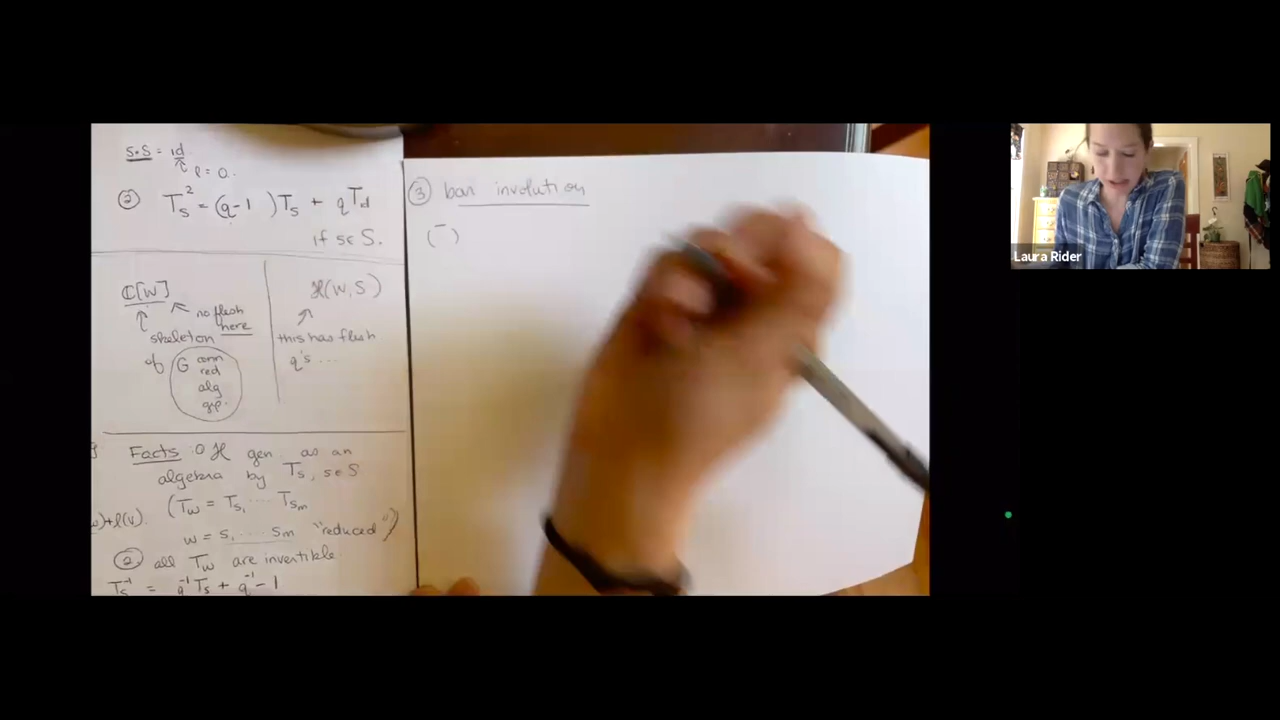 s·s = id
↑ l = 0.
② T_s² = (q-1)T_s + qT_id
if s∈S.
ℂ[W]
↑ skeleton
of G conn
red
alg
gp.
↖ no flesh
here
ℋ(W,S)
↗
this has flesh
q's ...
Facts: ① ℋ gen. as an
algebra by T_s, s∈S
(T_w = T_s₁ ···· T_sₘ
w = s₁ ···· sₘ "reduced")
)+l(v).
② all T_w are invertible.
T_s⁻¹ = q⁻¹T_s + q⁻¹-1
③ bar involution
(‾)
Laura Rider